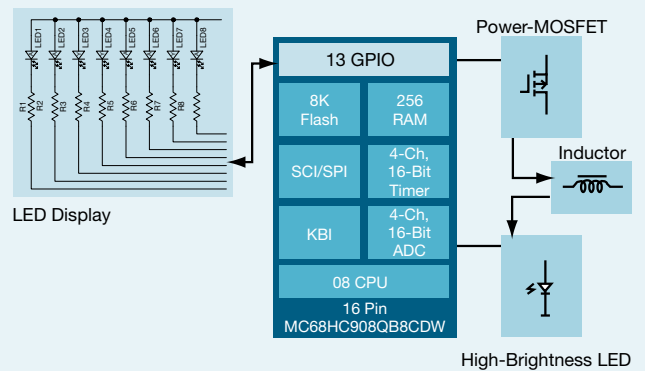 LED1
LED2
LED3
LED4
LED5
LED6
LED7
LED8
R1
R2
R3
R4
R5
R6
R7
R8
LED Display
13 GPIO
8K
Flash
256
RAM
SCI/SPI
4-Ch,
16-Bit
Timer
KBI
4-Ch,
16-Bit
ADC
08 CPU
16 Pin
MC68HC908QB8CDW
Power-MOSFET
Inductor
High-Brightness LED